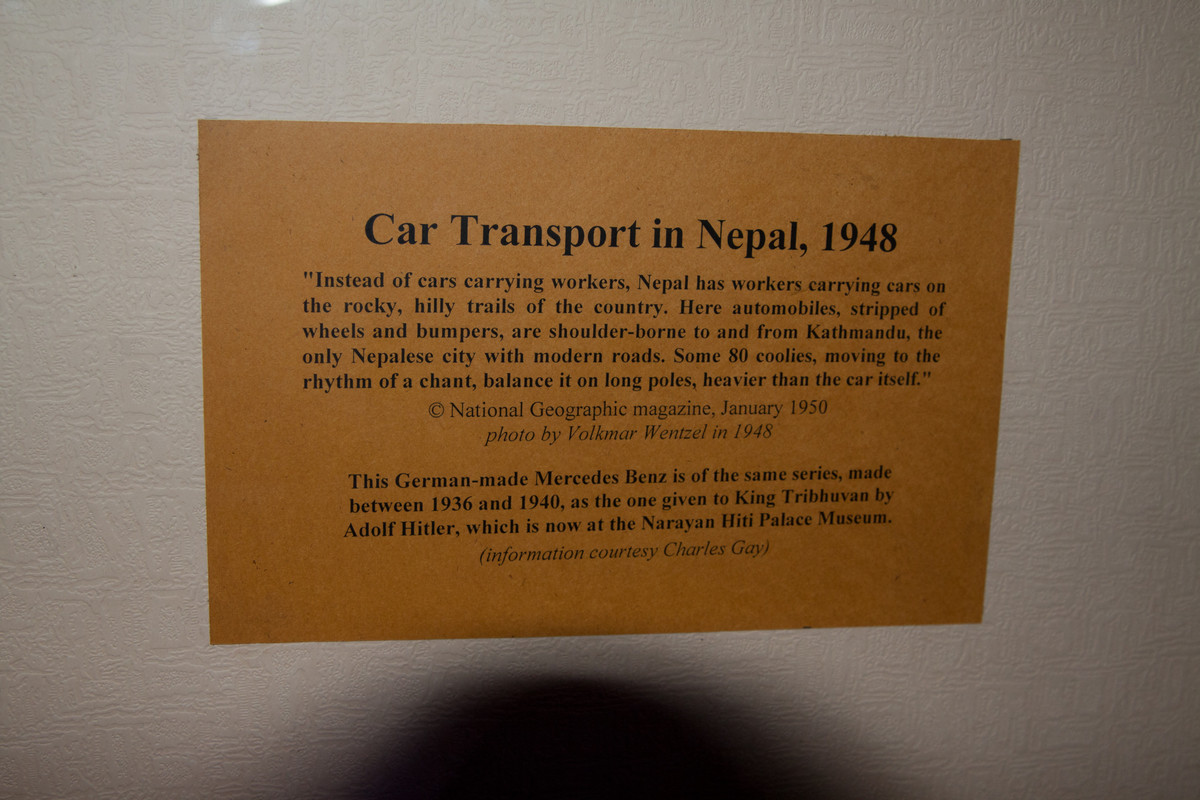 Car Transport in Nepal, 1948
"Instead of cars carrying workers, Nepal has workers carrying cars on
the rocky, hilly trails of the country. Here automobiles, stripped of
wheels and bumpers, are shoulder-borne to and from Kathmandu, the
only Nepalese city with modern roads. Some 80 coolies, moving to the
rhythm of a chant, balance it on long poles, heavier than the car itself."
© National Geographic magazine, January 1950
photo by Volkmar Wentzel in 1948
This German-made Mercedes Benz is of the same series, made
between 1936 and 1940, as the one given to King Tribhuvan by
Adolf Hitler, which is now at the Narayan Hiti Palace Museum.
(information courtesy Charles Gay)